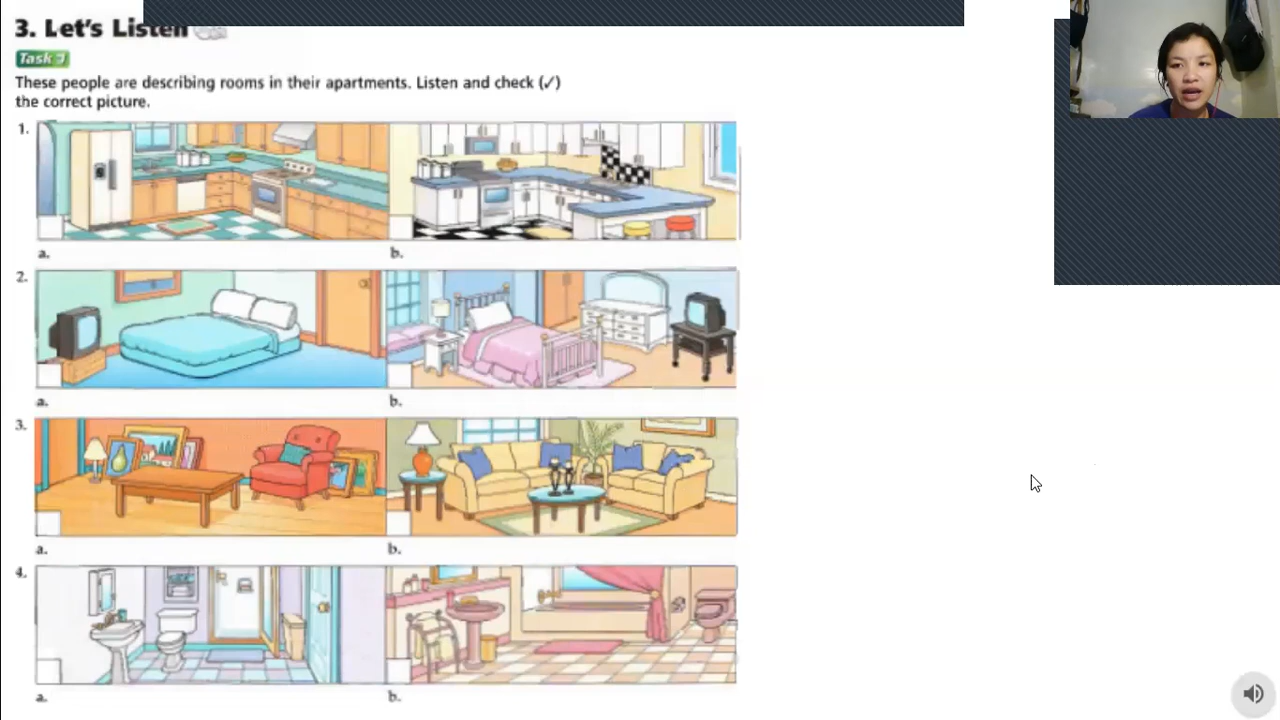 3. Let's Listen
Task 1
These people are describing rooms in their apartments. Listen and check (✓)
the correct picture.
1.
a.
b.
2.
a.
b.
3.
a.
b.
4.
a.
b.